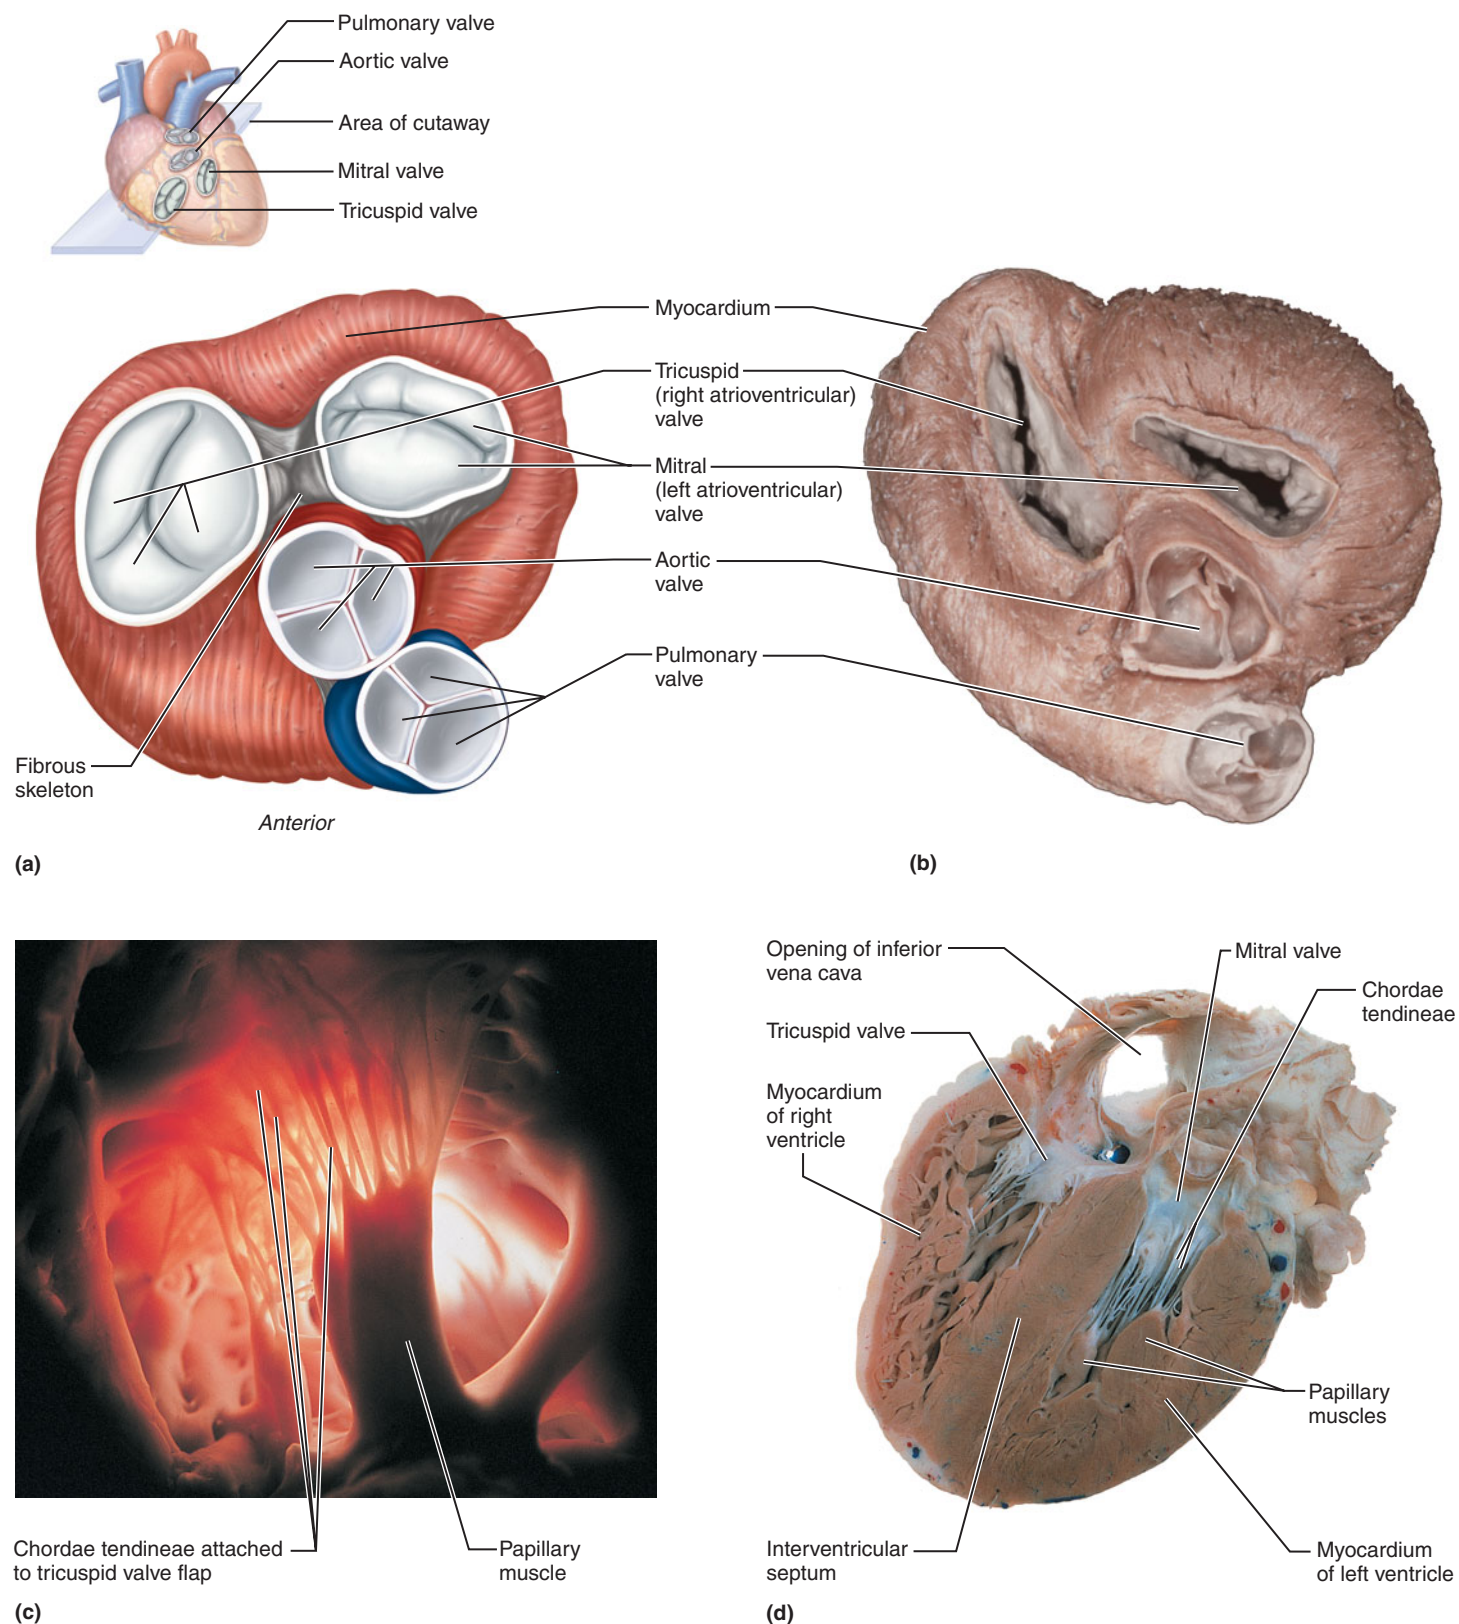 Pulmonary valve
Aortic valve
Area of cutaway
Mitral valve
Tricuspid valve
Myocardium
Tricuspid
(right atrioventricular)
valve
Mitral
(left atrioventricular)
valve
Aortic
valve
Pulmonary
valve
Fibrous
skeleton
Anterior
(a)
(b)
Opening of inferior
vena cava
Mitral valve
Chordae
tendineae
Tricuspid valve
Myocardium
of right
ventricle
Papillary
muscles
Chordae tendineae attached
to tricuspid valve flap
Papillary
muscle
Interventricular
septum
Myocardium
of left ventricle
(c)
(d)